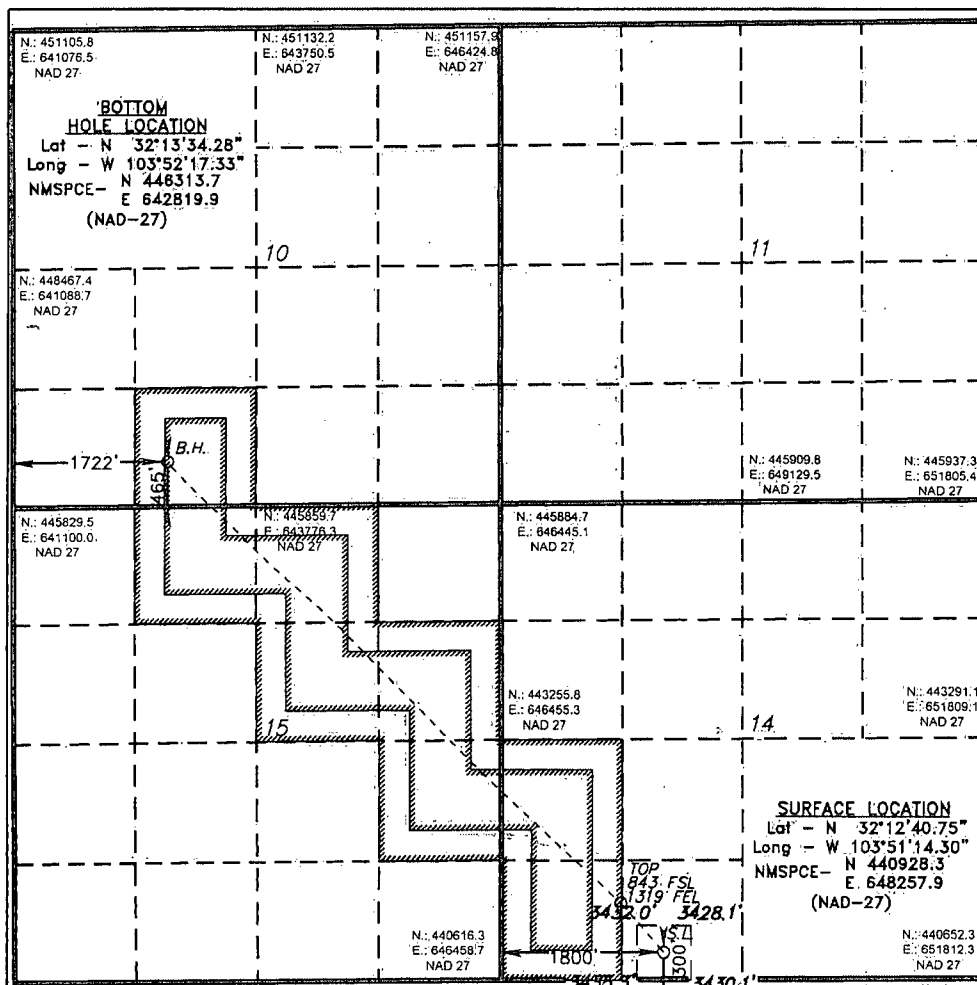 N.: 451105.8
E.: 641076.5
NAD 27
N.: 451132.2
E.: 643750.5
NAD 27
N.: 451157.9
E.: 646424.8
NAD 27
BOTTOM
HOLE LOCATION
Lat - N 32°13'34.28"
Long - W 103°52'17.33"
NMSPCE- N 446313.7
E 642819.9
(NAD-27)
10
11
N.: 448467.4
E.: 641088.7
NAD 27
B.H.
1722'
465'
N.: 445909.8
E.: 649129.5
NAD 27
N.: 445937.3
E.: 651805.4
NAD 27
N.: 445829.5
E.: 641100.0
NAD 27
N.: 445859.7
E.: 643776.3
NAD 27
N.: 445884.7
E.: 646445.1
NAD 27
N.: 443255.8
E.: 646455.3
NAD 27
N.: 443291.1
E.: 651809.1
NAD 27
15
14
SURFACE LOCATION
Lat - N 32°12'40.75"
Long - W 103°51'14.30"
NMSPCE- N 440928.3
E 648257.9
(NAD-27)
TOP
843 FSL
1319 FEL
3432.0' 3428.1'
S.L.
1800'
300'
N.: 440616.3
E.: 646458.7
NAD 27
N.: 440652.3
E.: 651812.3
NAD 27
3430.1'